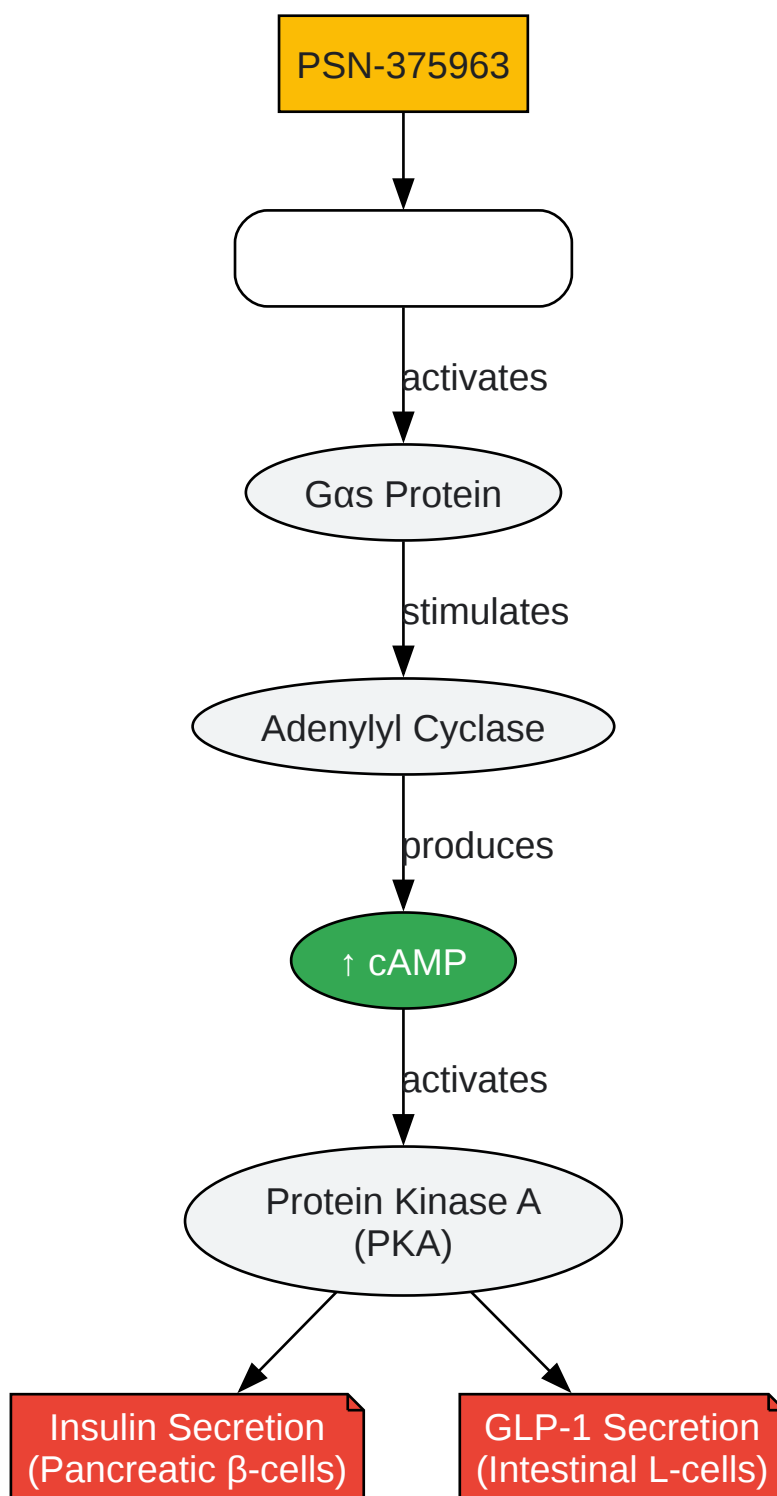 PSN-375963
activates
Gαs Protein
stimulates
Adenylyl Cyclase
produces
↑ cAMP
activates
Protein Kinase A
(PKA)
Insulin Secretion
(Pancreatic β-cells)
GLP-1 Secretion
(Intestinal L-cells)